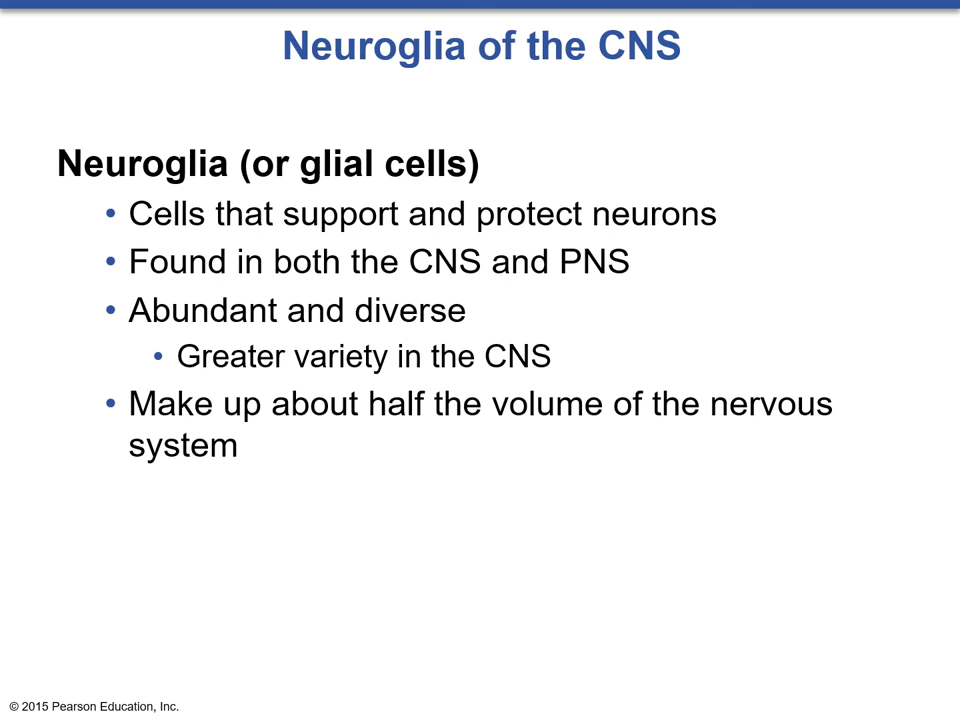 Neuroglia of the CNS
Neuroglia (or glial cells)
• Cells that support and protect neurons
• Found in both the CNS and PNS
• Abundant and diverse
• Greater variety in the CNS
• Make up about half the volume of the nervous
system
© 2015 Pearson Education, Inc.